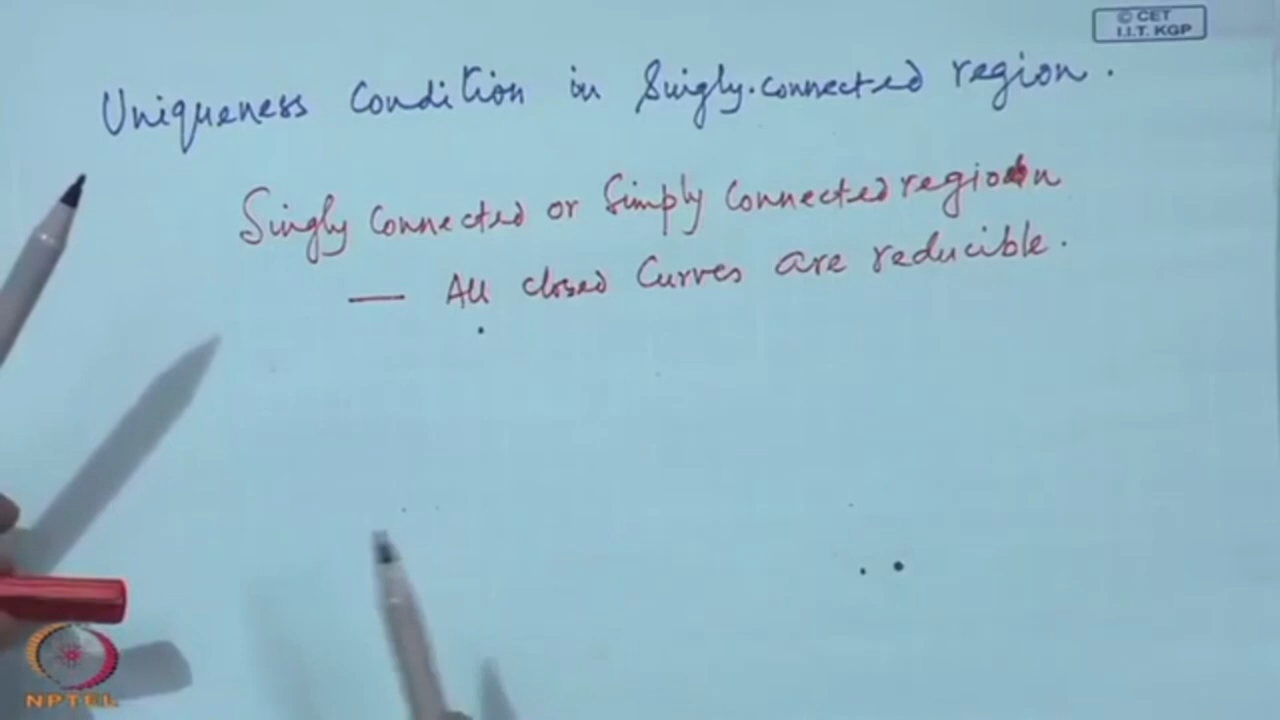 © CET
I.I.T. KGP
Uniqueness Condition in Singly-connected region.
Singly Connected or Simply Connected region
— All closed Curves are reducible.
NPTEL